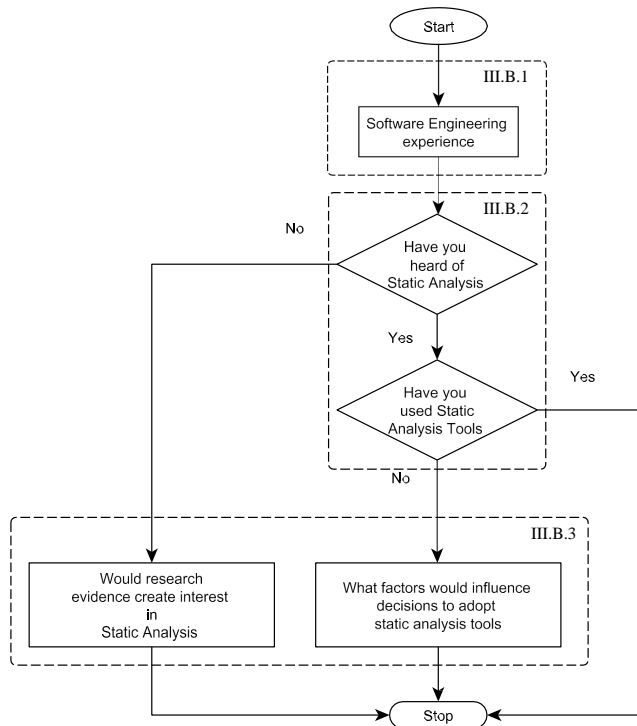 Start
III.B.1
Software Engineering
experience
III.B.2
No
Have you
heard of
Static Analysis
Yes
Have you
used Static
Analysis Tools
Yes
No
III.B.3
Would research
evidence create interest
in
Static Analysis
What factors would influence
decisions to adopt
static analysis tools
Stop